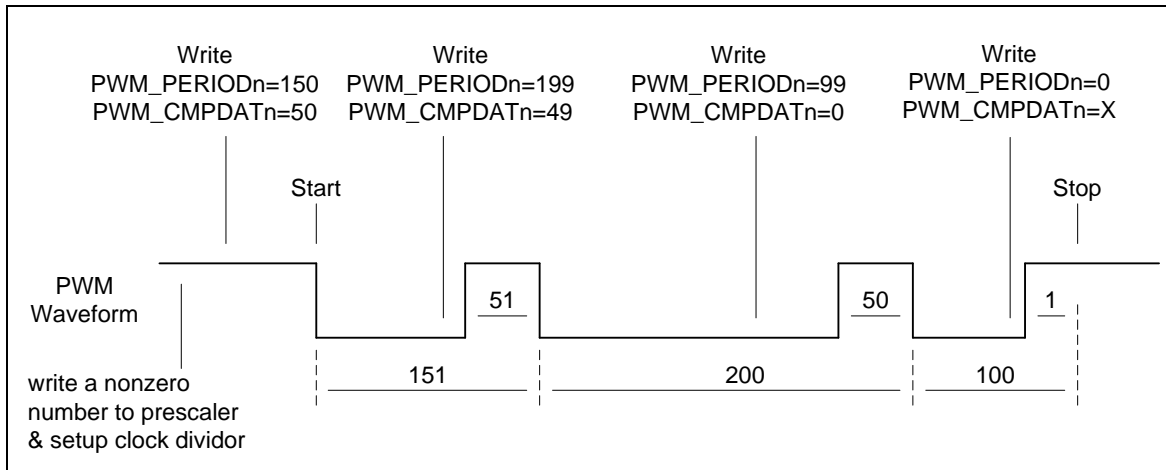 Write
PWM_PERIODn=150
PWM_CMPDATn=50
Write
PWM_PERIODn=199
PWM_CMPDATn=49
Write
PWM_PERIODn=99
PWM_CMPDATn=0
Write
PWM_PERIODn=0
PWM_CMPDATn=X
Start
Stop
PWM
Waveform
51
50
1
151
200
100
write a nonzero
number to prescaler
& setup clock dividor